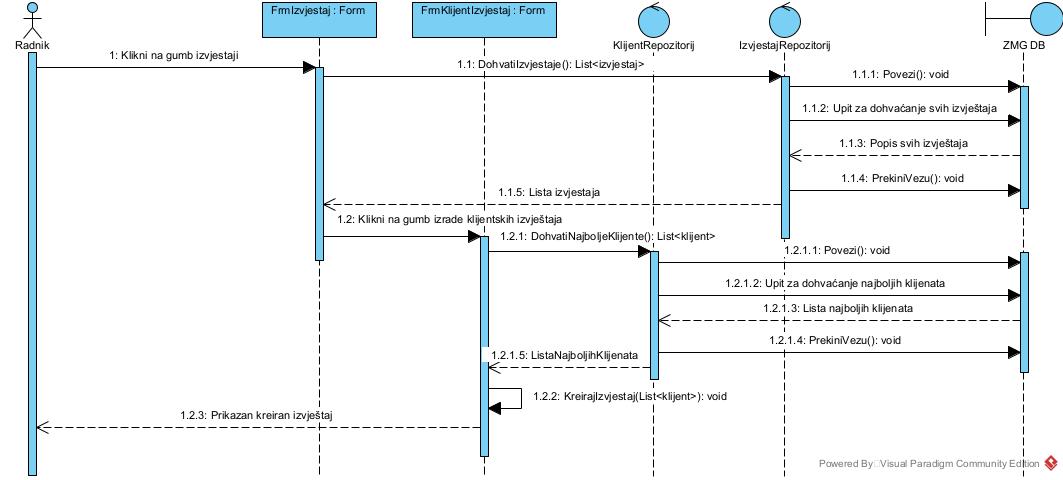 FrmIzvjestaj : Form
FrmKlijentIzvjestaj : Form
Radnik
KlijentRepozitorij
IzvjestajRepozitorij
ZMG DB
1: Klikni na gumb izvjestaji
1.1: DohvatiIzvjestaje(): List<izvjestaj>
1.1.1: Povezi(): void
1.1.2: Upit za dohvaćanje svih izvještaja
1.1.3: Popis svih izvještaja
1.1.4: PrekiniVezu(): void
1.1.5: Lista izvjestaja
1.2: Klikni na gumb izrade klijentskih izvještaja
1.2.1: DohvatiNajboljeKlijente(): List<klijent>
1.2.1.1: Povezi(): void
1.2.1.2: Upit za dohvaćanje najboljih klijenata
1.2.1.3: Lista najboljih klijenata
1.2.1.4: PrekiniVezu(): void
1.2.1.5: ListaNajboljihKlijenata
1.2.2: KreirajIzvjestaj(List<klijent>): void
1.2.3: Prikazan kreiran izvještaj
Powered By Visual Paradigm Community Edition